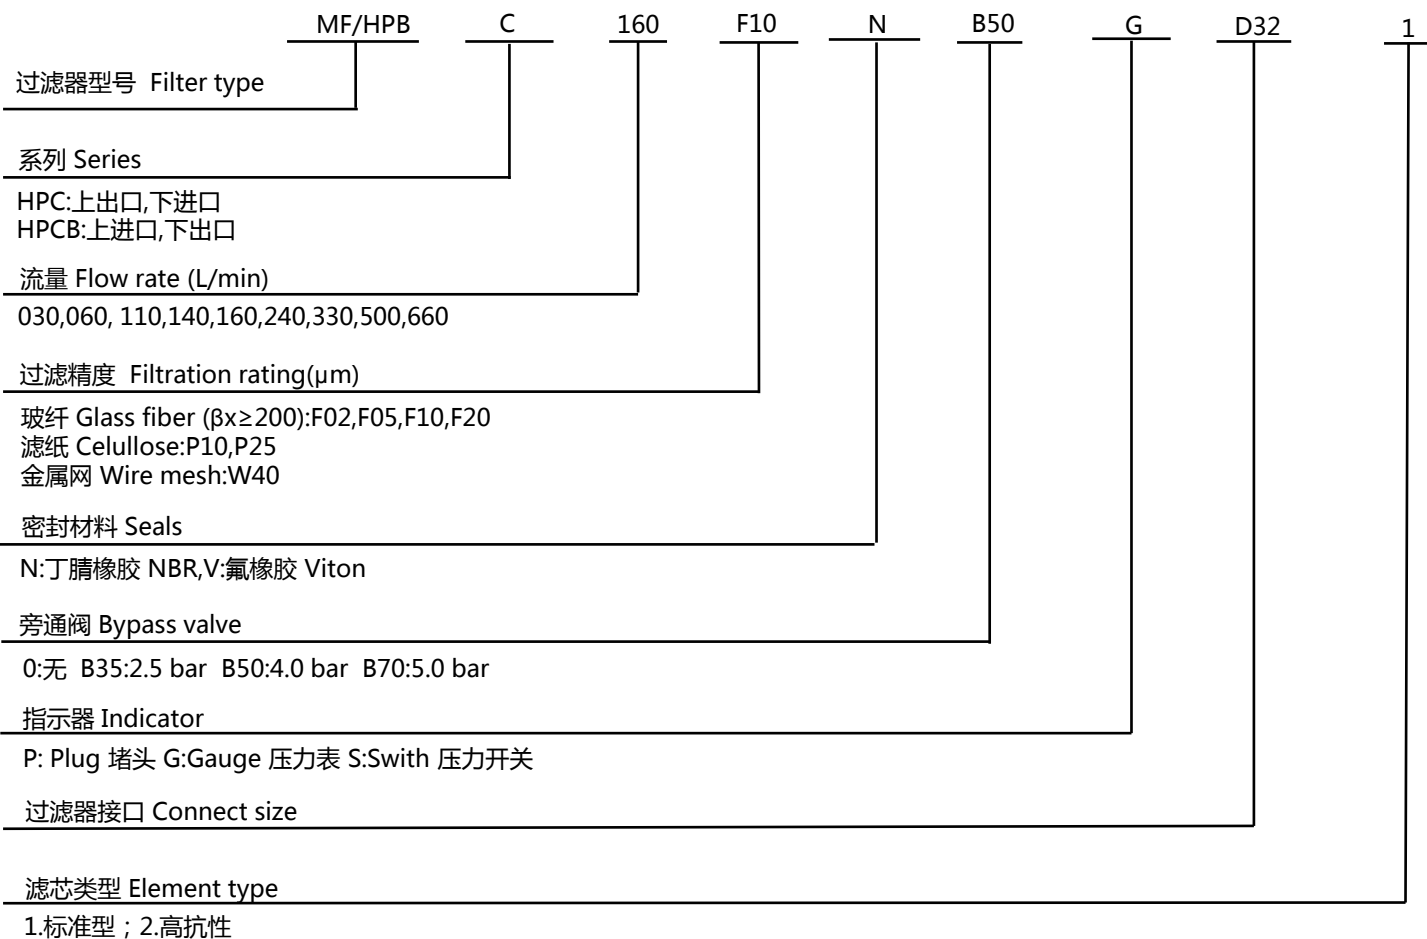 MF/HPB C 160 F10 N B50 G D32 1
过滤器型号 Filter type
系列 Series
HPC:上出口,下进口
HPCB:上进口,下出口
流量 Flow rate (L/min)
030,060, 110,140,160,240,330,500,660
过滤精度 Filtration rating(μm)
玻纤 Glass fiber (βx≥200):F02,F05,F10,F20
滤纸 Celullose:P10,P25
金属网 Wire mesh:W40
密封材料 Seals
N:丁腈橡胶 NBR,V:氟橡胶 Viton
旁通阀 Bypass valve
0:无 B35:2.5 bar B50:4.0 bar B70:5.0 bar
指示器 Indicator
P: Plug 堵头 G:Gauge 压力表 S:Swith 压力开关
过滤器接口 Connect size
滤芯类型 Element type
1.标准型；2.高抗性